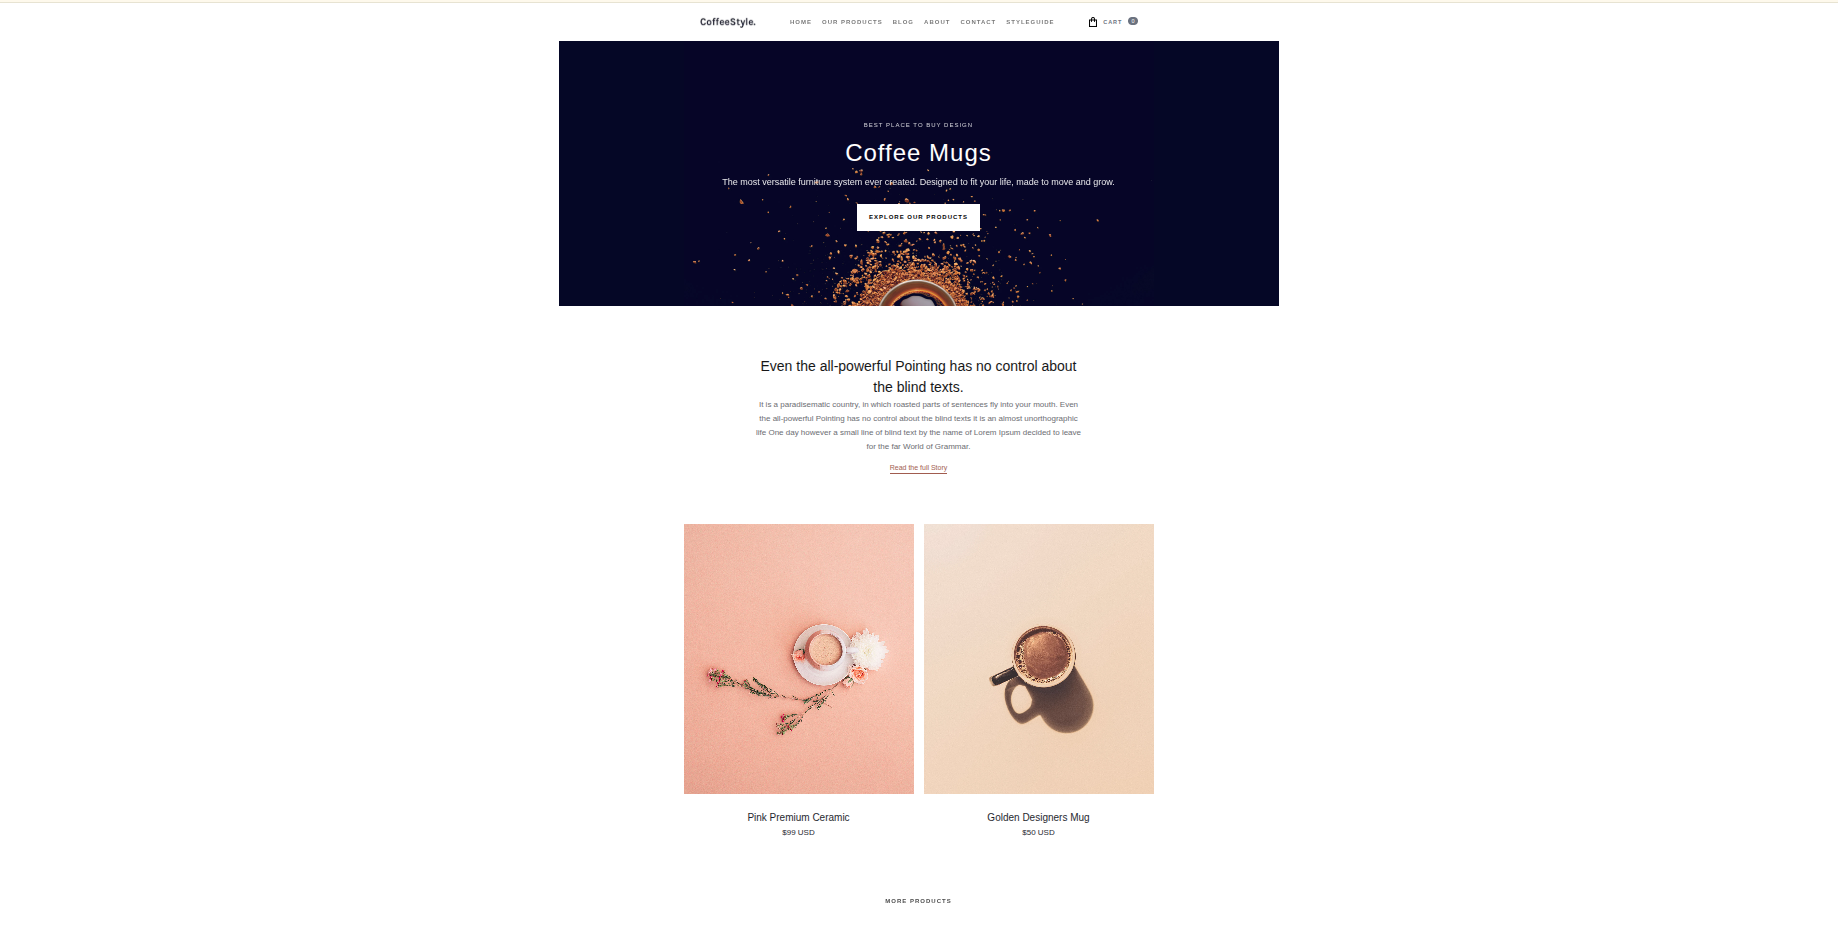 CoffeeStyle.
HOME OUR PRODUCTS BLOG ABOUT CONTACT STYLEGUIDE
CART 0
BEST PLACE TO BUY DESIGN
Coffee Mugs
The most versatile furniture system ever created. Designed to fit your life, made to move and grow.
EXPLORE OUR PRODUCTS
Even the all-powerful Pointing has no control about
the blind texts.
It is a paradisematic country, in which roasted parts of sentences fly into your mouth. Even
the all-powerful Pointing has no control about the blind texts it is an almost unorthographic
life One day however a small line of blind text by the name of Lorem Ipsum decided to leave
for the far World of Grammar.
Read the full Story
Pink Premium Ceramic
$99 USD
Golden Designers Mug
$50 USD
MORE PRODUCTS